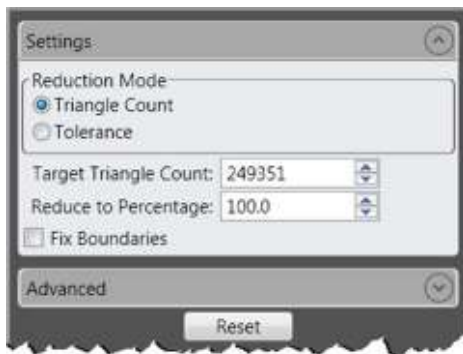 Settings
Reduction Mode
Triangle Count
Tolerance
Target Triangle Count: 249351
Reduce to Percentage: 100.0
Fix Boundaries
Advanced
Reset